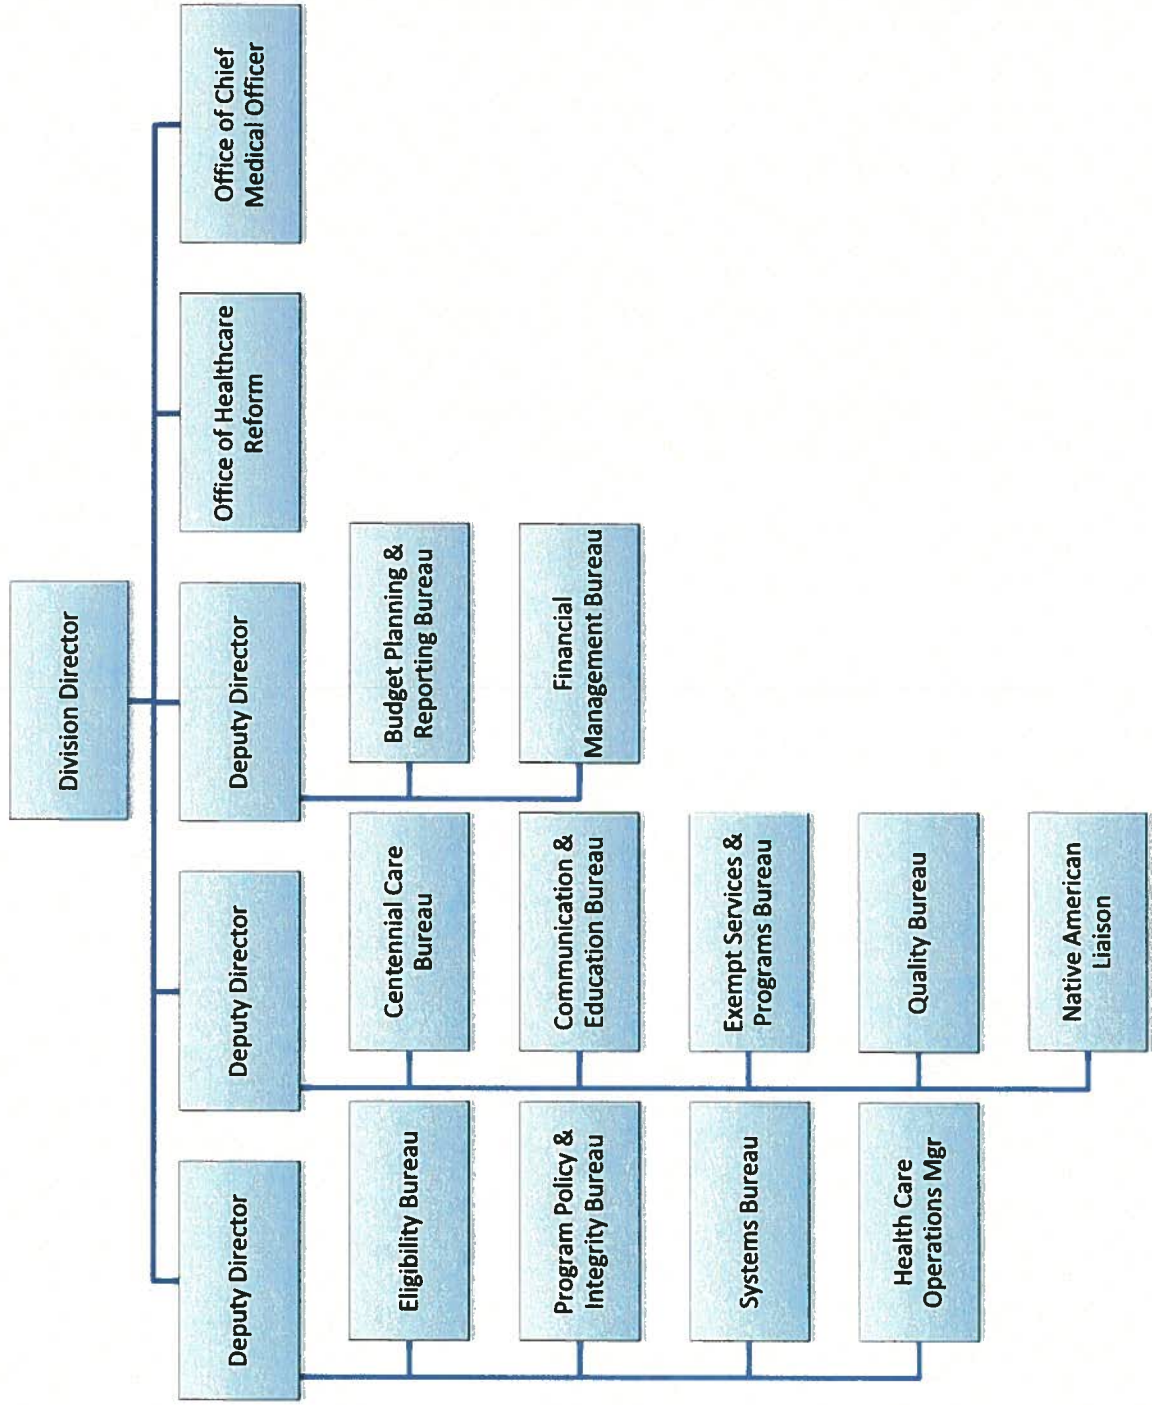 Division Director
Deputy Director
Deputy Director
Deputy Director
Office of Healthcare
Reform
Office of Chief
Medical Officer
Eligibility Bureau
Program Policy &
Integrity Bureau
Systems Bureau
Health Care
Operations Mgr
Centennial Care
Bureau
Communication &
Education Bureau
Exempt Services &
Programs Bureau
Quality Bureau
Native American
Liaison
Budget Planning &
Reporting Bureau
Financial
Management Bureau